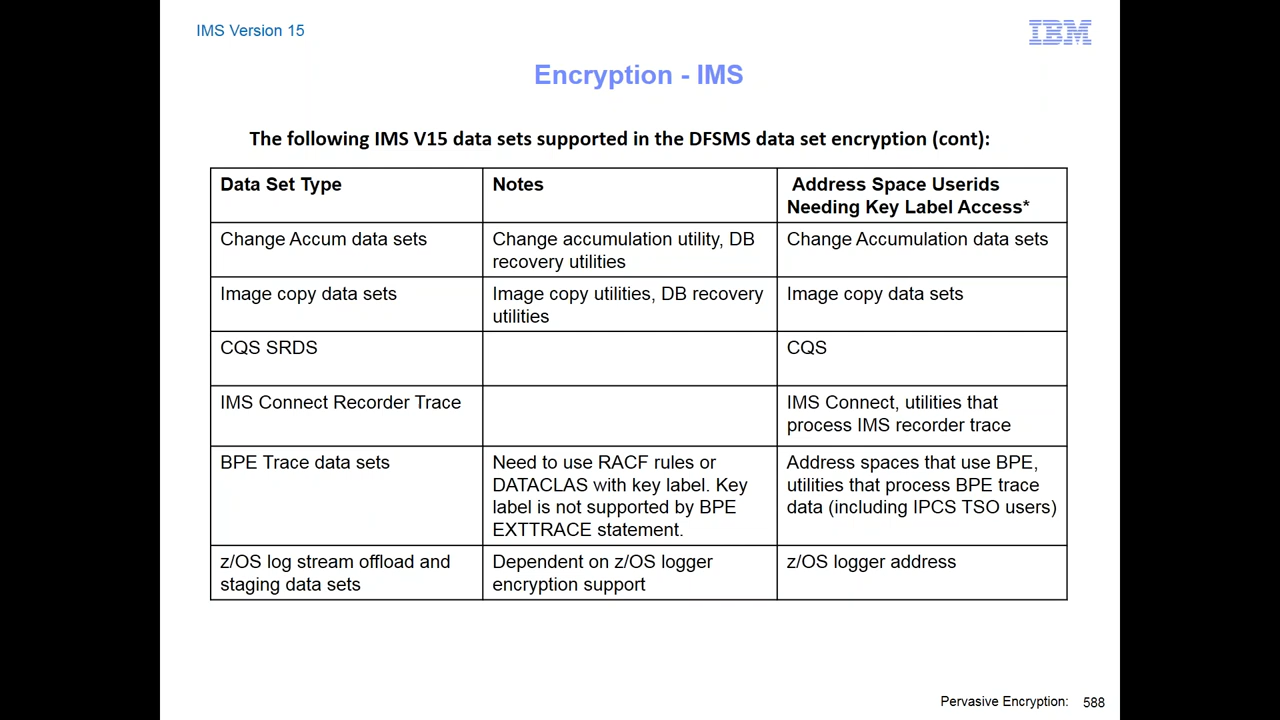 IMS Version 15
IBM
Encryption - IMS
The following IMS V15 data sets supported in the DFSMS data set encryption (cont):
Data Set Type
Notes
Address Space Userids
Needing Key Label Access*
Change Accum data sets
Change accumulation utility, DB
recovery utilities
Change Accumulation data sets
Image copy data sets
Image copy utilities, DB recovery
utilities
Image copy data sets
CQS SRDS
CQS
IMS Connect Recorder Trace
IMS Connect, utilities that
process IMS recorder trace
BPE Trace data sets
Need to use RACF rules or
DATACLAS with key label. Key
label is not supported by BPE
EXTTRACE statement.
Address spaces that use BPE,
utilities that process BPE trace
data (including IPCS TSO users)
z/OS log stream offload and
staging data sets
Dependent on z/OS logger
encryption support
z/OS logger address
Pervasive Encryption: 588